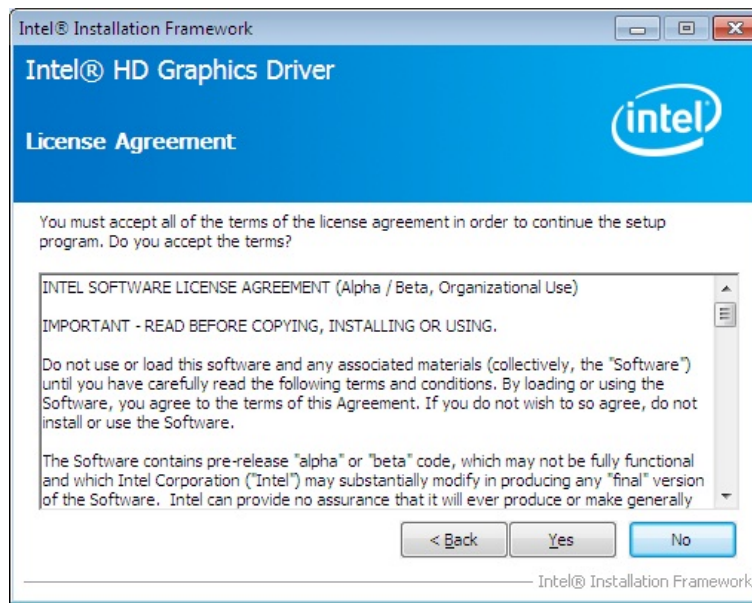 Intel® Installation Framework
Intel® HD Graphics Driver
intel
License Agreement
You must accept all of the terms of the license agreement in order to continue the setup
program. Do you accept the terms?
INTEL SOFTWARE LICENSE AGREEMENT (Alpha / Beta, Organizational Use)
IMPORTANT - READ BEFORE COPYING, INSTALLING OR USING.
Do not use or load this software and any associated materials (collectively, the "Software")
until you have carefully read the following terms and conditions. By loading or using the
Software, you agree to the terms of this Agreement. If you do not wish to so agree, do not
install or use the Software.
The Software contains pre-release "alpha" or "beta" code, which may not be fully functional
and which Intel Corporation ("Intel") may substantially modify in producing any "final" version
of the Software.  Intel can provide no assurance that it will ever produce or make generally
< Back Yes No
Intel® Installation Framework